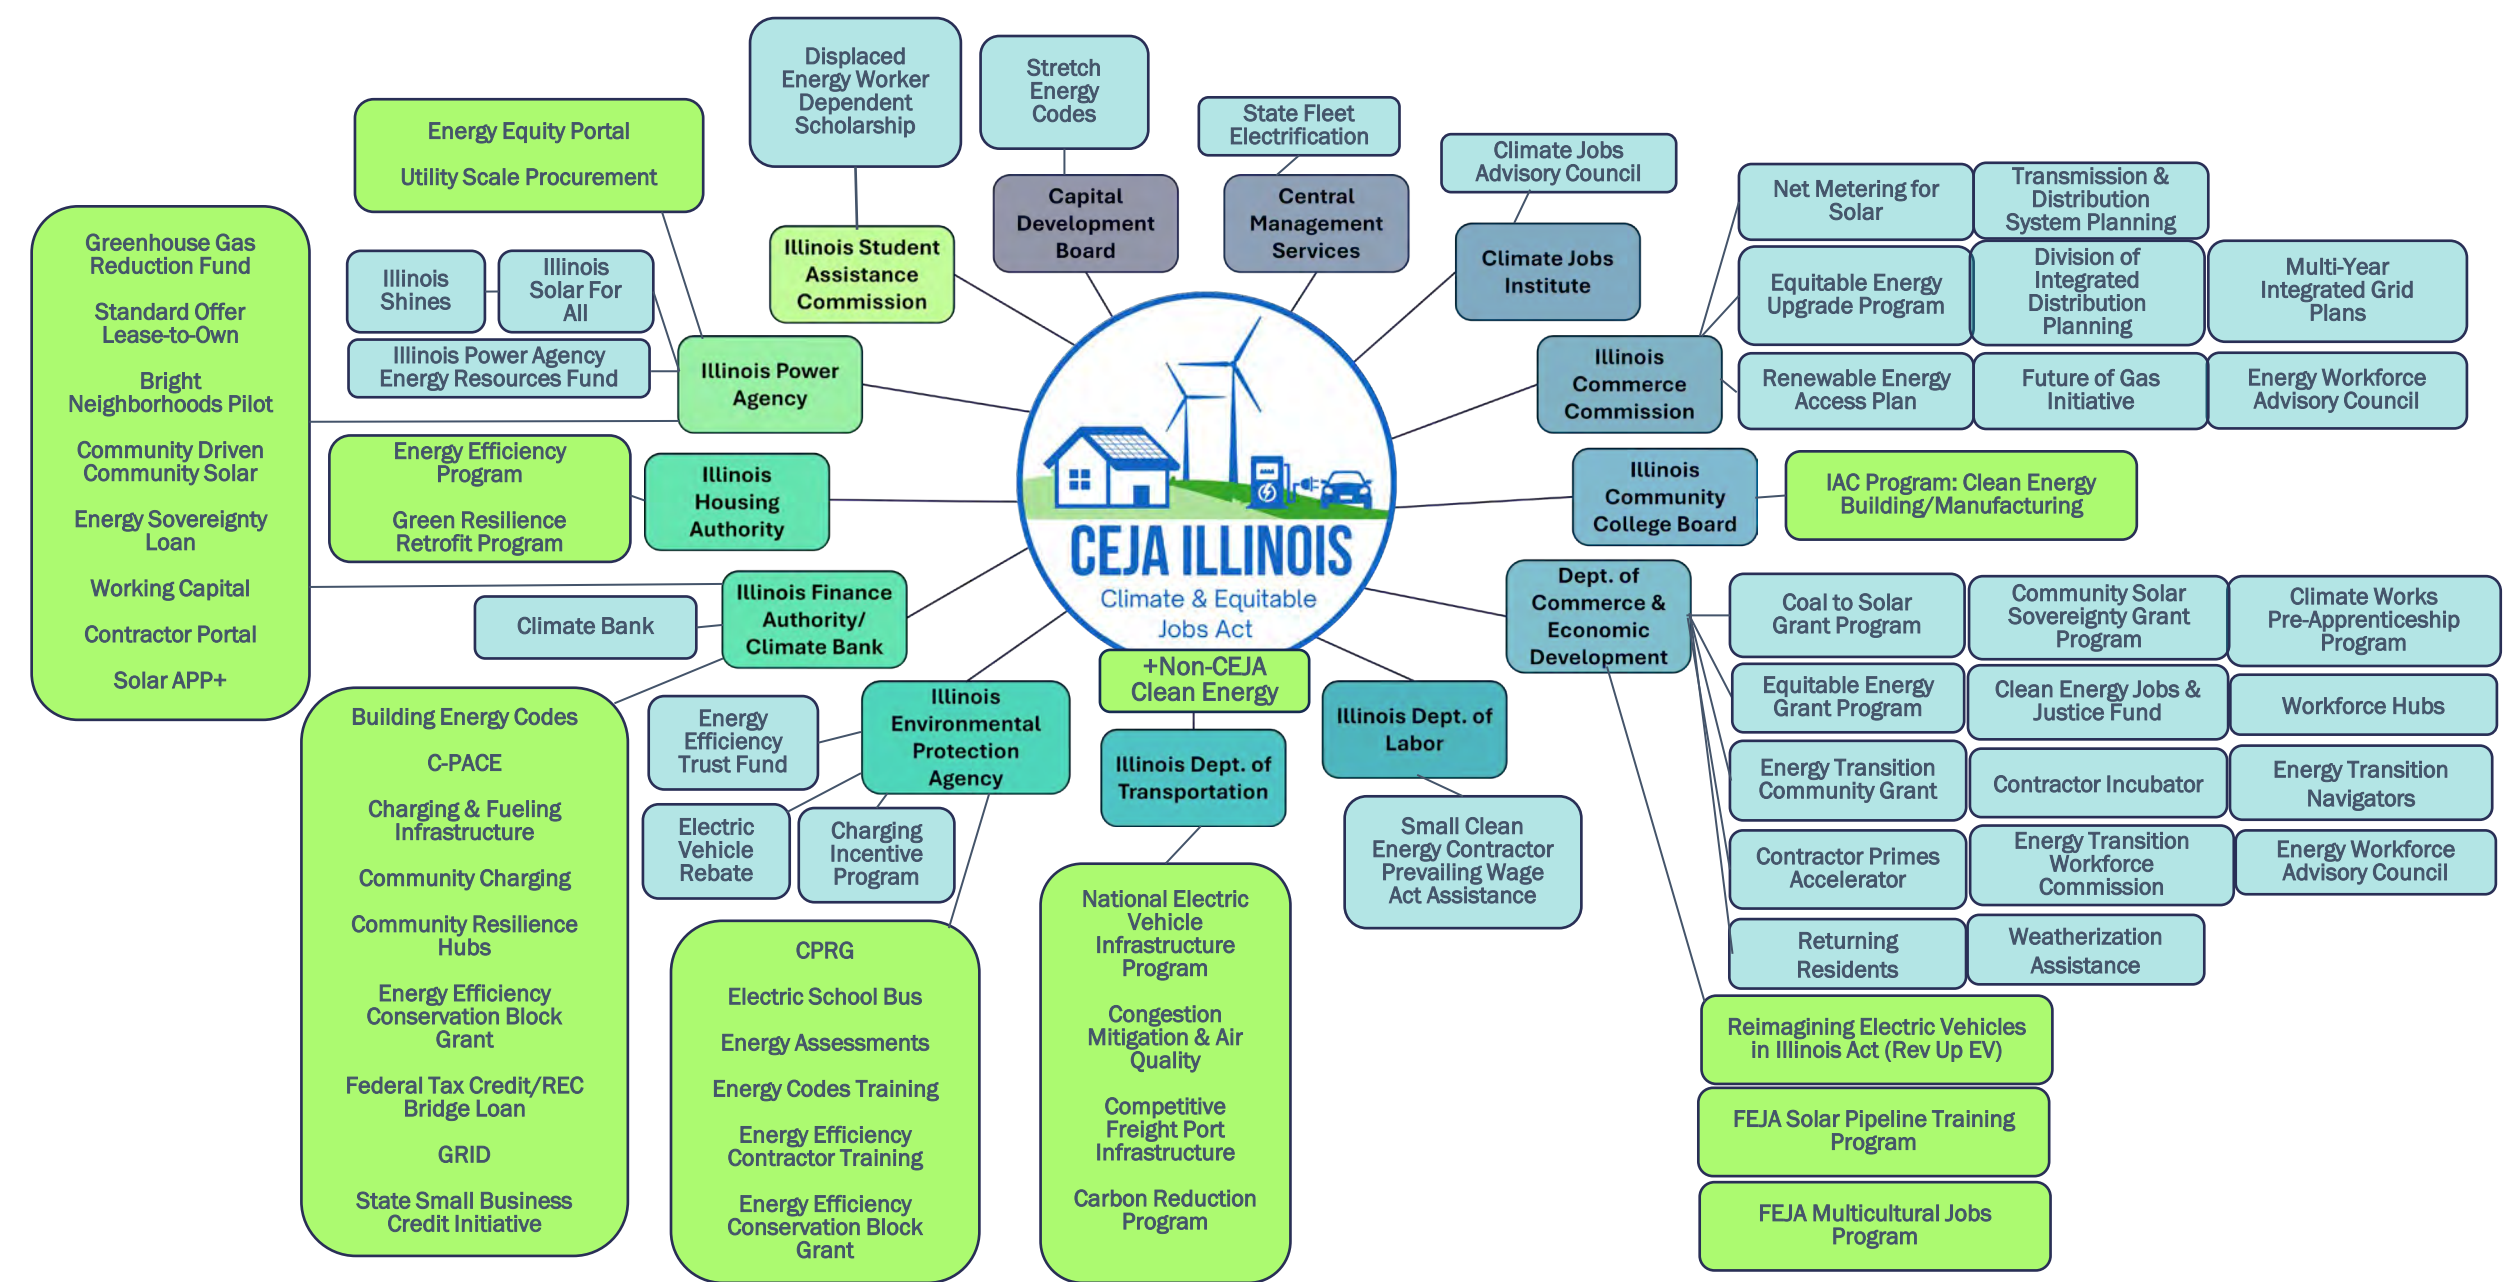 Displaced
Energy Worker
Dependent
Scholarship
Stretch
Energy
Codes
State Fleet
Electrification
Climate Jobs
Advisory Council
Energy Equity Portal
Utility Scale Procurement
Illinois Student
Assistance
Commission
Capital
Development
Board
Central
Management
Services
Climate Jobs
Institute
Greenhouse Gas
Reduction Fund
Standard Offer
Lease-to-Own
Bright
Neighborhoods Pilot
Community Driven
Community Solar
Energy Sovereignty
Loan
Working Capital
Contractor Portal
Solar APP+
Illinois
Shines
Illinois
Solar For
All
Illinois Power Agency
Energy Resources Fund
Illinois Power
Agency
Energy Efficiency
Program
Green Resilience
Retrofit Program
Illinois
Housing
Authority
Climate Bank
Illinois Finance
Authority/
Climate Bank
Building Energy Codes
C-PACE
Charging & Fueling
Infrastructure
Community Charging
Community Resilience
Hubs
Energy Efficiency
Conservation Block
Grant
Federal Tax Credit/REC
Bridge Loan
GRID
State Small Business
Credit Initiative
CEJA ILLINOIS
Climate & Equitable
Jobs Act
+Non-CEJA
Clean Energy
Energy
Efficiency
Trust Fund
Electric
Vehicle
Rebate
Charging
Incentive
Program
Illinois
Environmental
Protection
Agency
CPRG
Electric School Bus
Energy Assessments
Energy Codes Training
Energy Efficiency
Contractor Training
Energy Efficiency
Conservation Block
Grant
Illinois Dept. of
Transportation
National Electric
Vehicle
Infrastructure
Program
Congestion
Mitigation & Air
Quality
Competitive
Freight Port
Infrastructure
Carbon Reduction
Program
Illinois Dept. of
Labor
Small Clean
Energy Contractor
Prevailing Wage
Act Assistance
Illinois
Commerce
Commission
Net Metering for
Solar
Transmission &
Distribution
System Planning
Equitable Energy
Upgrade Program
Division of
Integrated
Distribution
Planning
Multi-Year
Integrated Grid
Plans
Renewable Energy
Access Plan
Future of Gas
Initiative
Energy Workforce
Advisory Council
Illinois
Community
College Board
IAC Program: Clean Energy
Building/Manufacturing
Dept. of
Commerce &
Economic
Development
Coal to Solar
Grant Program
Community Solar
Sovereignty Grant
Program
Climate Works
Pre-Apprenticeship
Program
Equitable Energy
Grant Program
Clean Energy Jobs &
Justice Fund
Workforce Hubs
Energy Transition
Community Grant
Contractor Incubator
Energy Transition
Navigators
Contractor Primes
Accelerator
Energy Transition
Workforce
Commission
Energy Workforce
Advisory Council
Returning
Residents
Weatherization
Assistance
Reimagining Electric Vehicles
in Illinois Act (Rev Up EV)
FEJA Solar Pipeline Training
Program
FEJA Multicultural Jobs
Program